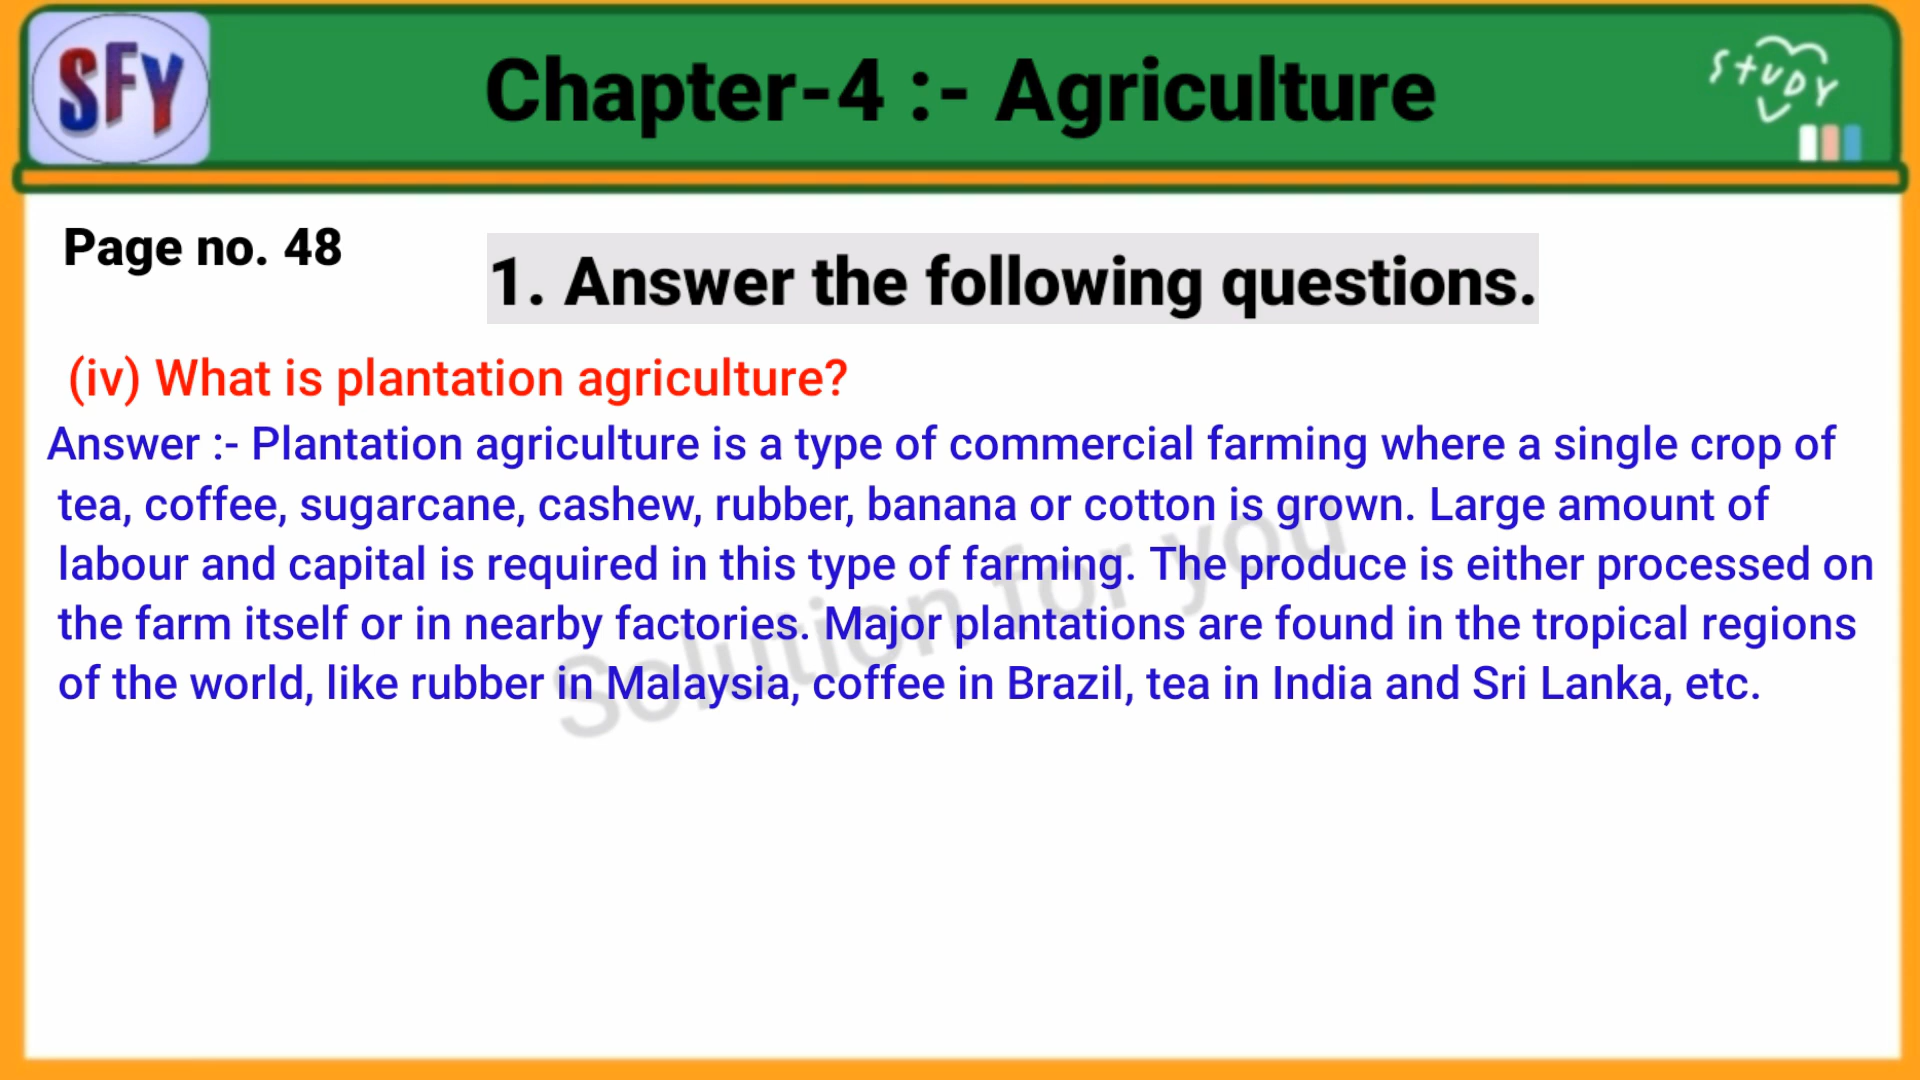 SFY
Chapter-4 :- Agriculture
STUDY
Page no. 48
1. Answer the following questions.
(iv) What is plantation agriculture?
Answer :- Plantation agriculture is a type of commercial farming where a single crop of
tea, coffee, sugarcane, cashew, rubber, banana or cotton is grown. Large amount of
labour and capital is required in this type of farming. The produce is either processed on
the farm itself or in nearby factories. Major plantations are found in the tropical regions
of the world, like rubber in Malaysia, coffee in Brazil, tea in India and Sri Lanka, etc.
Solution for you